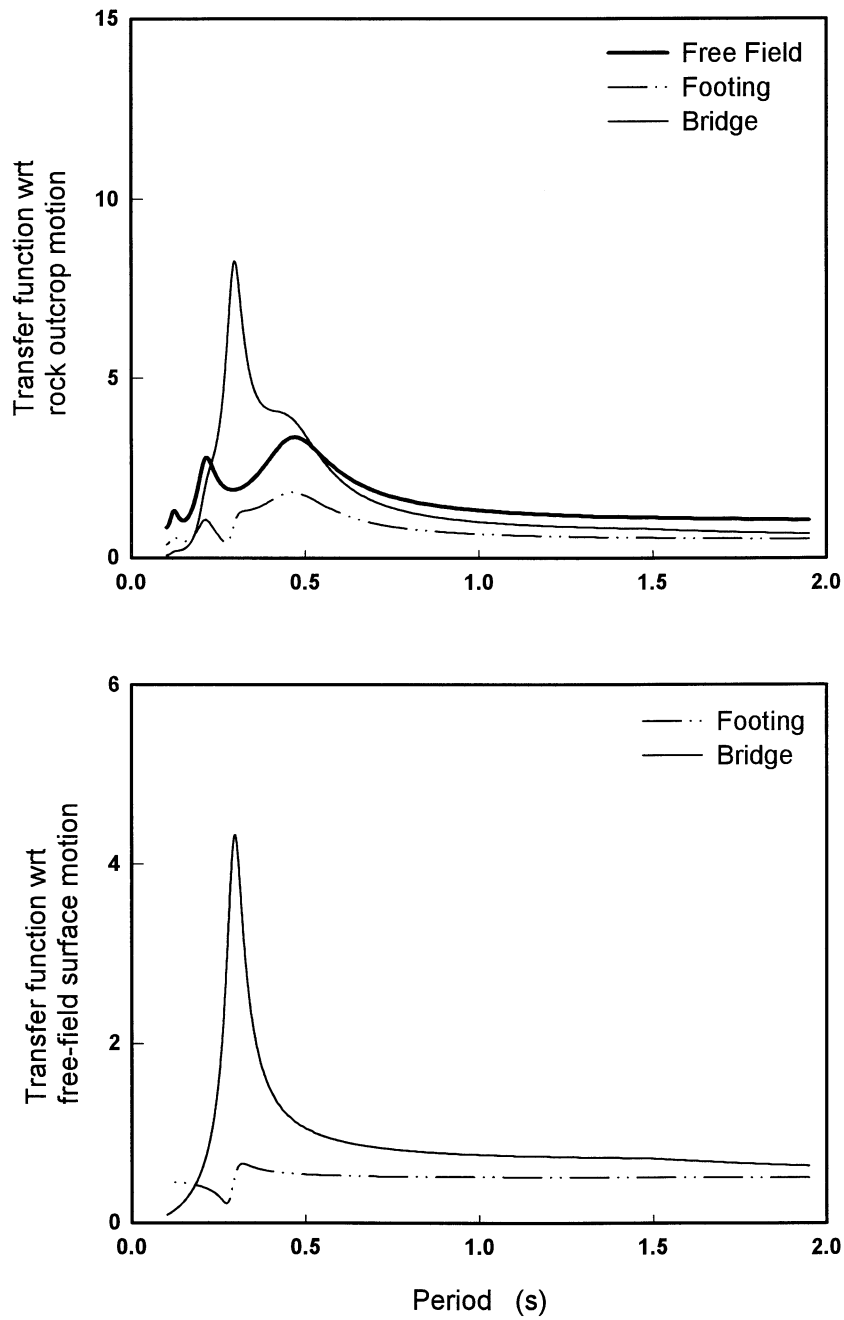 15
10
5
0
Transfer function wrt
rock outcrop motion
Free Field
Footing
Bridge
0.0 0.5 1.0 1.5 2.0
6
4
2
0
Transfer function wrt
free-field surface motion
Footing
Bridge
0.0 0.5 1.0 1.5 2.0
Period (s)